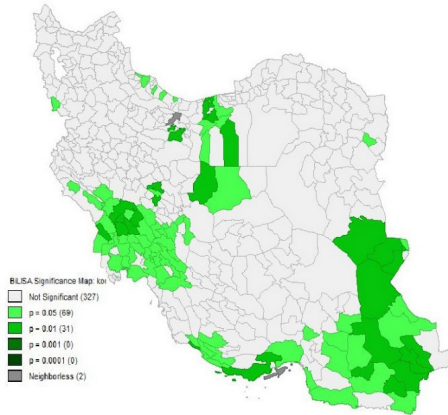 BiLISA Significance Map: kor
Not Significant (327)
p = 0.05 (69)
p = 0.01 (31)
p = 0.001 (0)
p = 0.0001 (0)
Neighborless (2)